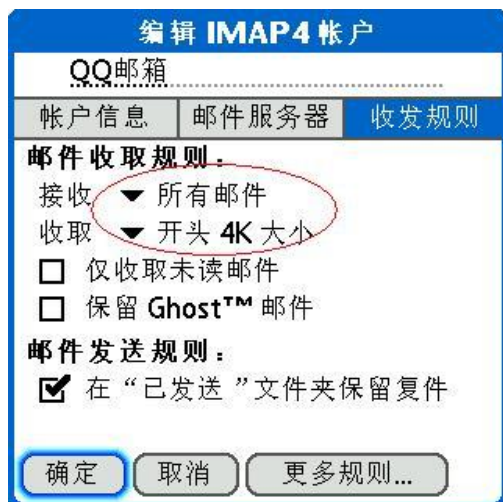 编辑 IMAP4 帐户
QQ邮箱
帐户信息 邮件服务器 收发规则
邮件收取规则：
接收 所有邮件
收取 开头 4K 大小
仅收取未读邮件
保留 Ghost™ 邮件
邮件发送规则：
在“已发送”文件夹保留复件
确定 取消 更多规则...